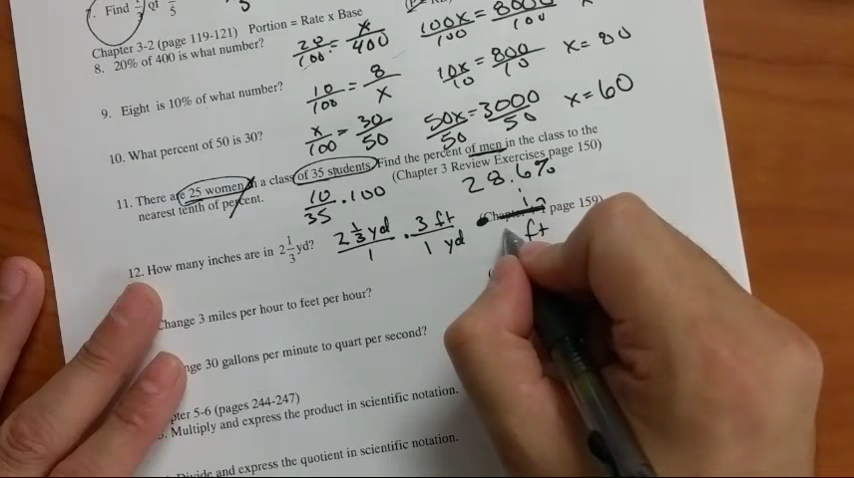 7. Find
Chapter 3-2 (page 119-121) Portion = Rate x Base
8. 20% of 400 is what number? 20/100 = x/400 100x/100 = 8000/100
9. Eight is 10% of what number? 10/100 = 8/x 10x/10 = 800/10 x = 80
10. What percent of 50 is 30? x/100 = 30/50 50x/50 = 3000/50 x = 60
11. There are 25 women in a class of 35 students. Find the percent of men in the class to the
nearest tenth of percent. (Chapter 3 Review Exercises page 150)
10/35 · 100 28.6%
12. How many inches are in 2 1/3 yd? 2 1/3 yd/1 · 3 ft/1 yd in/ft page 159)
Change 3 miles per hour to feet per hour?
nge 30 gallons per minute to quart per second?
pter 5-6 (pages 244-247)
. Multiply and express the product in scientific notation.
Divide and express the quotient in scientific notation.